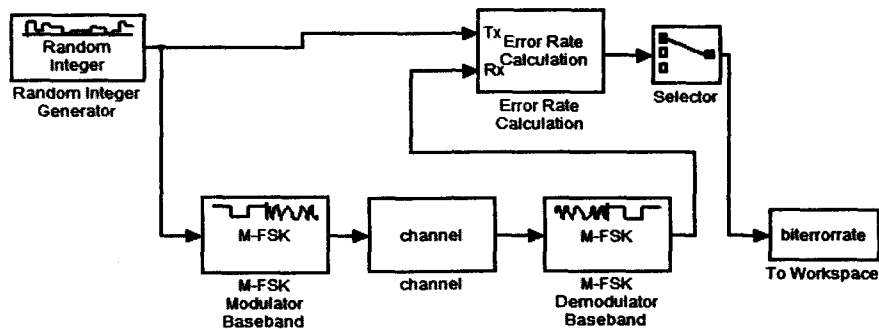 Random
Integer
Random Integer
Generator
Tx
Rx
Error Rate
Calculation
Error Rate
Calculation
Selector
M-FSK
M-FSK
Modulator
Baseband
channel
channel
M-FSK
M-FSK
Demodulator
Baseband
biterrorrate
To Workspace